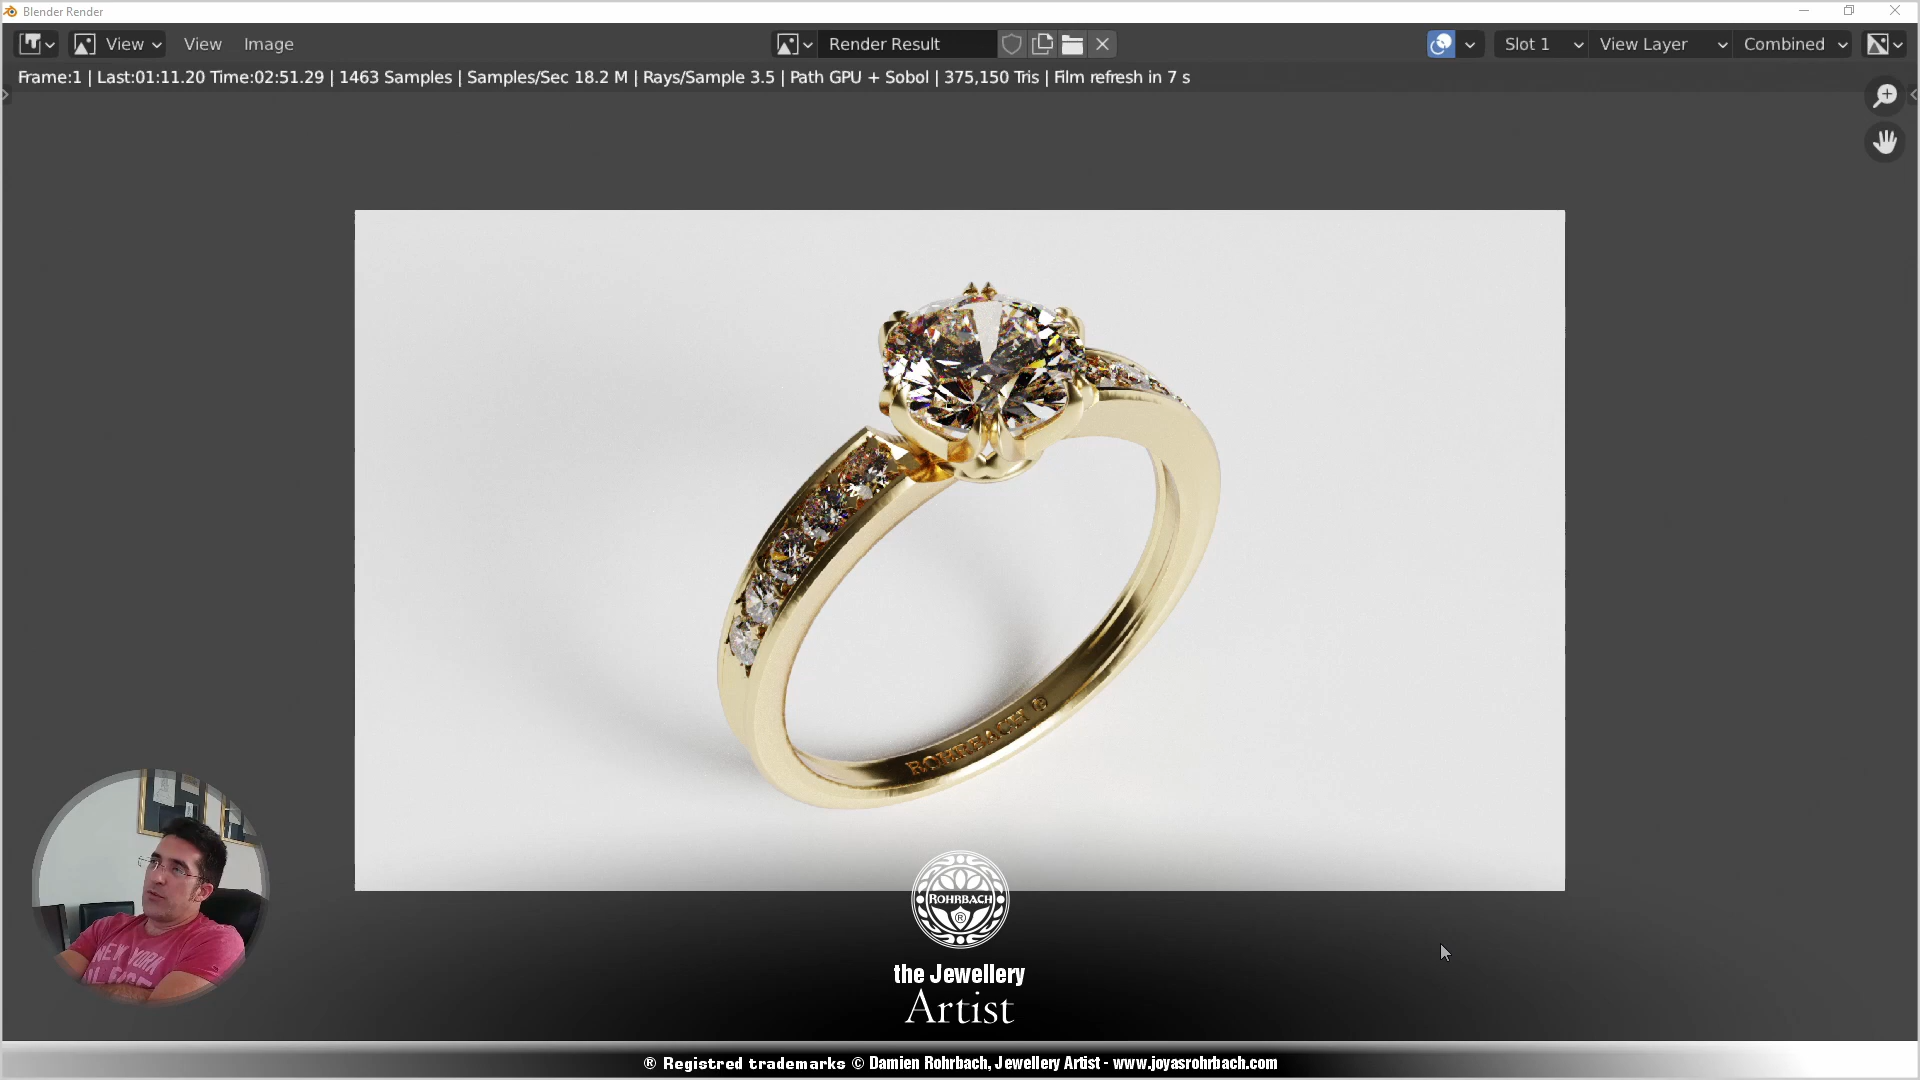 Blender Render
View View Image Render Result Slot 1 View Layer Combined
Frame:1 | Last:01:11.20 Time:02:51.29 | 1463 Samples | Samples/Sec 18.2 M | Rays/Sample 3.5 | Path GPU + Sobol | 375,150 Tris | Film refresh in 7 s
ROHRBACH ®
NEW YORK
ROHRBACH
®
the Jewellery
Artist
® Registred trademarks © Damien Rohrbach, Jewellery Artist - www.joyasrohrbach.com